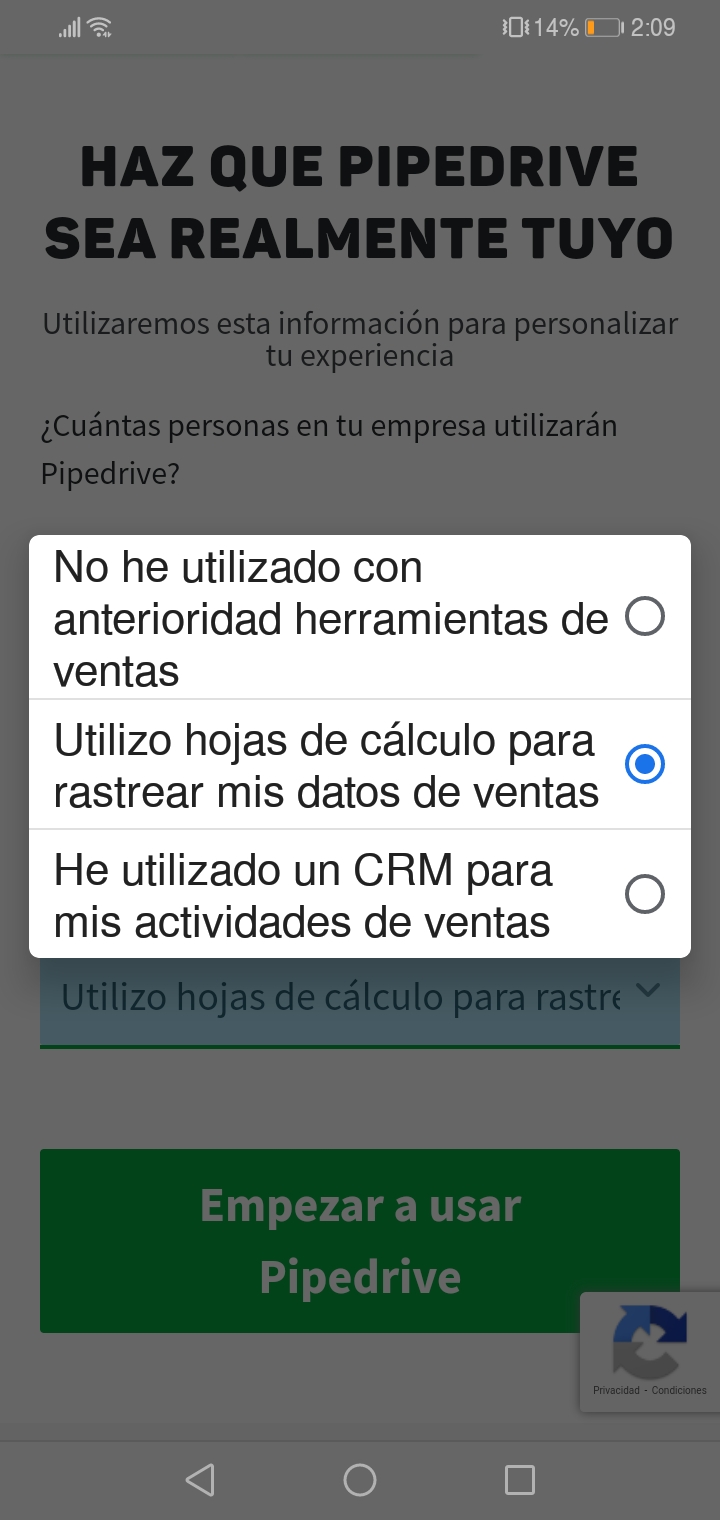 14% 2:09
HAZ QUE PIPEDRIVE
SEA REALMENTE TUYO
Utilizaremos esta información para personalizar
tu experiencia
¿Cuántas personas en tu empresa utilizarán
Pipedrive?
No he utilizado con
anterioridad herramientas de
ventas
Utilizo hojas de cálculo para
rastrear mis datos de ventas
He utilizado un CRM para
mis actividades de ventas
Utilizo hojas de cálculo para rastre
Empezar a usar
Pipedrive
Privacidad - Condiciones